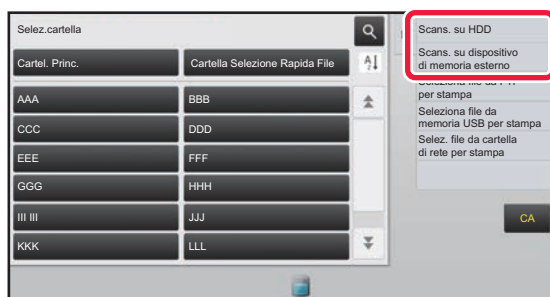 Selez.cartella
Cartel. Princ.
Cartella Selezione Rapida File
AAA
BBB
CCC
DDD
EEE
FFF
GGG
HHH
III III
JJJ
KKK
LLL
Scans. su HDD
Scans. su dispositivo
di memoria esterno
per stampa
Seleziona file da
memoria USB per stampa
Selez. file da cartella
di rete per stampa
CA